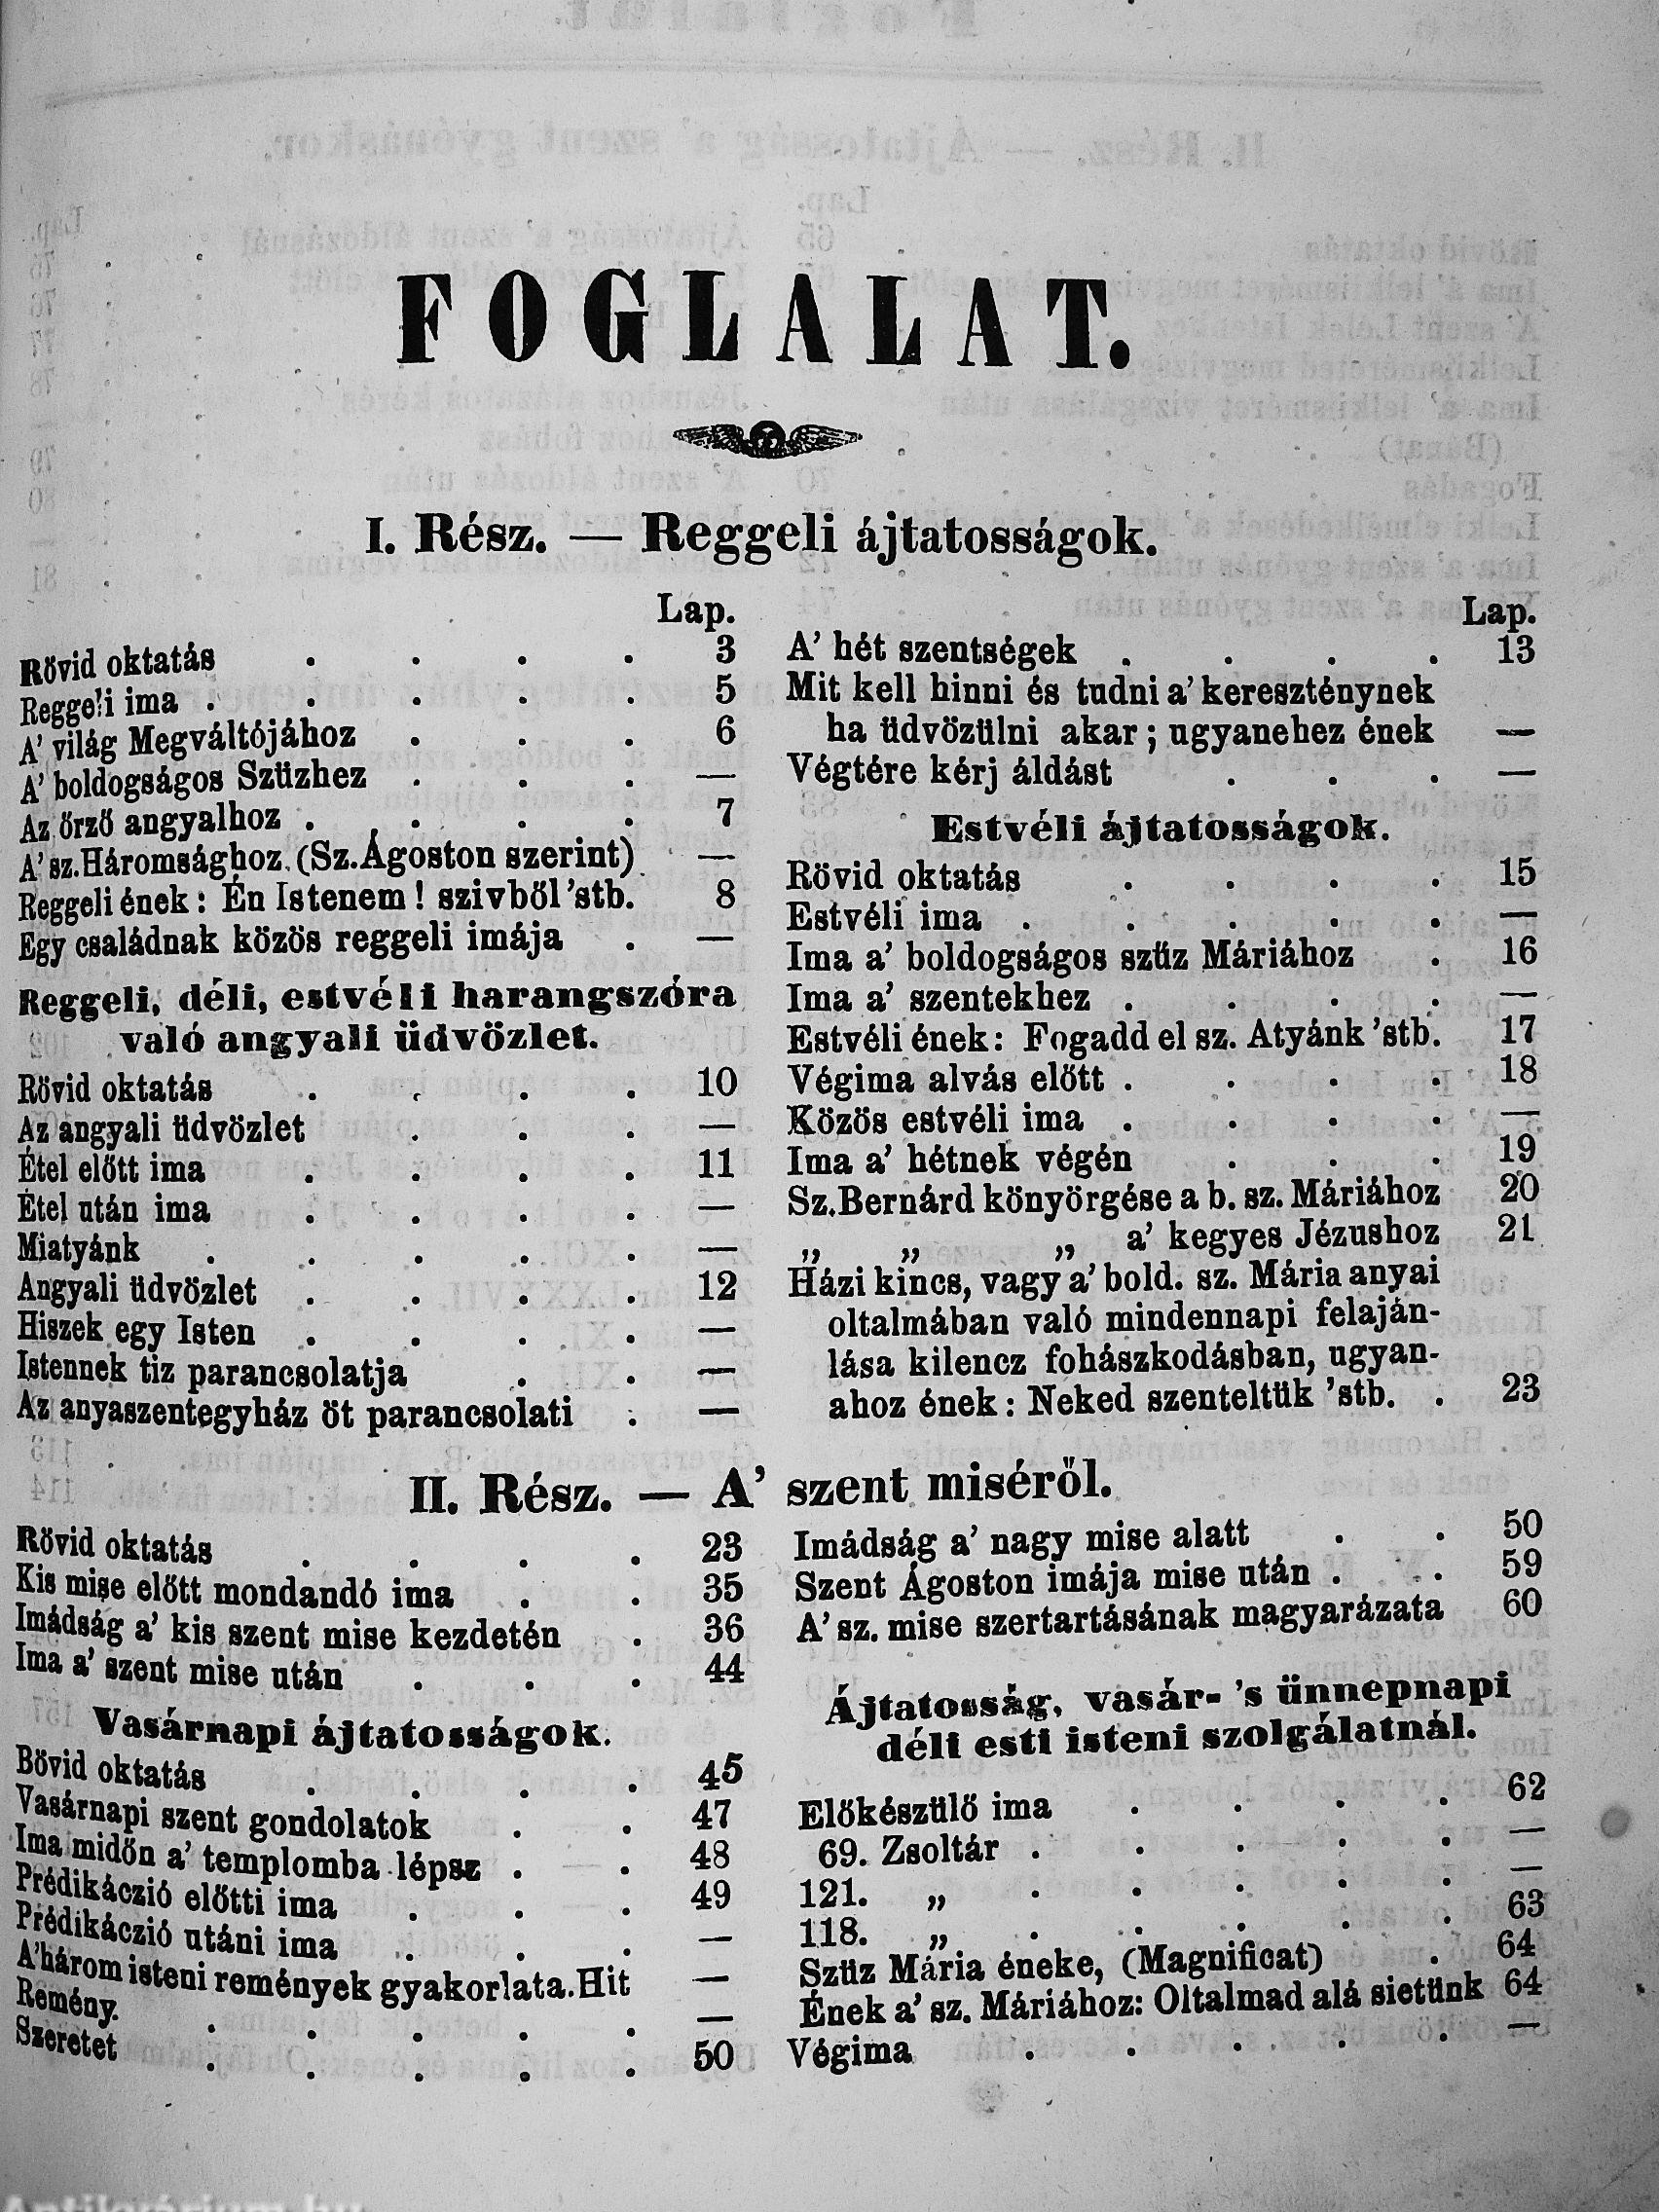 FOGLALAT.
I. Rész. — Reggeli ájtatosságok.
Lap.
Rövid oktatás . . . . 3
Reggeli ima . . . . . 5
A' világ Megváltójához . . . 6
A' boldogságos Szűzhez . . . —
Az őrző angyalhoz . . . . 7
A' sz. Háromsághoz. (Sz. Ágoston szerint) —
Reggeli ének: Én Istenem! szivből 'stb. 8
Egy családnak közös reggeli imája . —
Reggeli, déli, estvéli harangszóra
való angyali üdvözlet.
Rövid oktatás . . . . 10
Az angyali üdvözlet . . . —
Étel előtt ima . . . . 11
Étel után ima . . . . —
Miatyánk . . . . . —
Angyali üdvözlet . . . . 12
Hiszek egy Isten . . . . —
Istennek tiz parancsolatja . . —
Az anyaszentegyház öt parancsolati . —
Lap.
A' hét szentségek . . . . 13
Mit kell hinni és tudni a' kereszténynek
ha üdvözülni akar; ugyanehez ének —
Végtére kérj áldást . . . —
Estvéli ájtatosságok.
Rövid oktatás . . . . 15
Estvéli ima . . . . . —
Ima a' boldogságos szűz Máriához . 16
Ima a' szentekhez . . . . —
Estvéli ének: Fogadd el sz. Atyánk 'stb. 17
Végima alvás előtt . . . . 18
Közös estvéli ima . . . . —
Ima a' hétnek végén . . . 19
Sz. Bernárd könyörgése a b. sz. Máriához 20
„ „ „ a' kegyes Jézushoz 21
Házi kincs, vagy a' bold. sz. Mária anyai
oltalmában való mindennapi felaján-
lása kilencz fohászkodásban, ugyan-
ahoz ének: Neked szenteltük 'stb. . 23
II. Rész. — A' szent miséről.
Rövid oktatás . . . . 23
Kis mise előtt mondandó ima . . 35
Imádság a' kis szent mise kezdetén . 36
Ima a' szent mise után . . . 44
Vasárnapi ájtatosságok.
Bövid oktatás . . . . 45
Vasárnapi szent gondolatok . . 47
Ima midőn a' templomba lépsz . . 48
Prédikáczió előtti ima . . . 49
Prédikáczió utáni ima . . . —
A' három isteni remények gyakorlata. Hit —
Remény. . . . . . —
Szeretet . . . . . 50
Imádság a' nagy mise alatt . . 50
Szent Ágoston imája mise után . . 59
A' sz. mise szertartásának magyarázata 60
Ájtatosság, vasár- 's ünnepnapi
déli esti isteni szolgálatnál.
Előkészülő ima . . . . 62
69. Zsoltár . . . . . —
121. „ . . . . . —
118. „ . . . . . 63
Szűz Mária éneke, (Magnificat) . 64
Ének a' sz. Máriához: Oltalmad alá sietünk 64
Végima . . . . . —